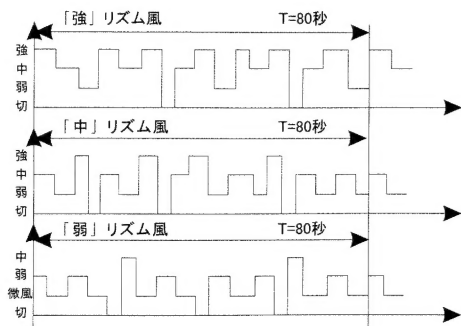 「強」リズム風 T=80秒
強
中
弱
切
「中」リズム風 T=80秒
強
中
弱
切
「弱」リズム風 T=80秒
中
弱
微風
切